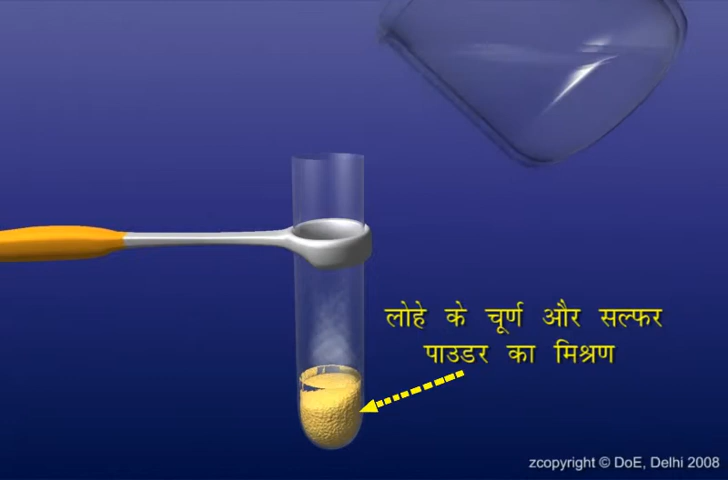 लोहे के चूर्ण और सल्फर
पाउडर का मिश्रण
zcopyright © DoE, Delhi 2008